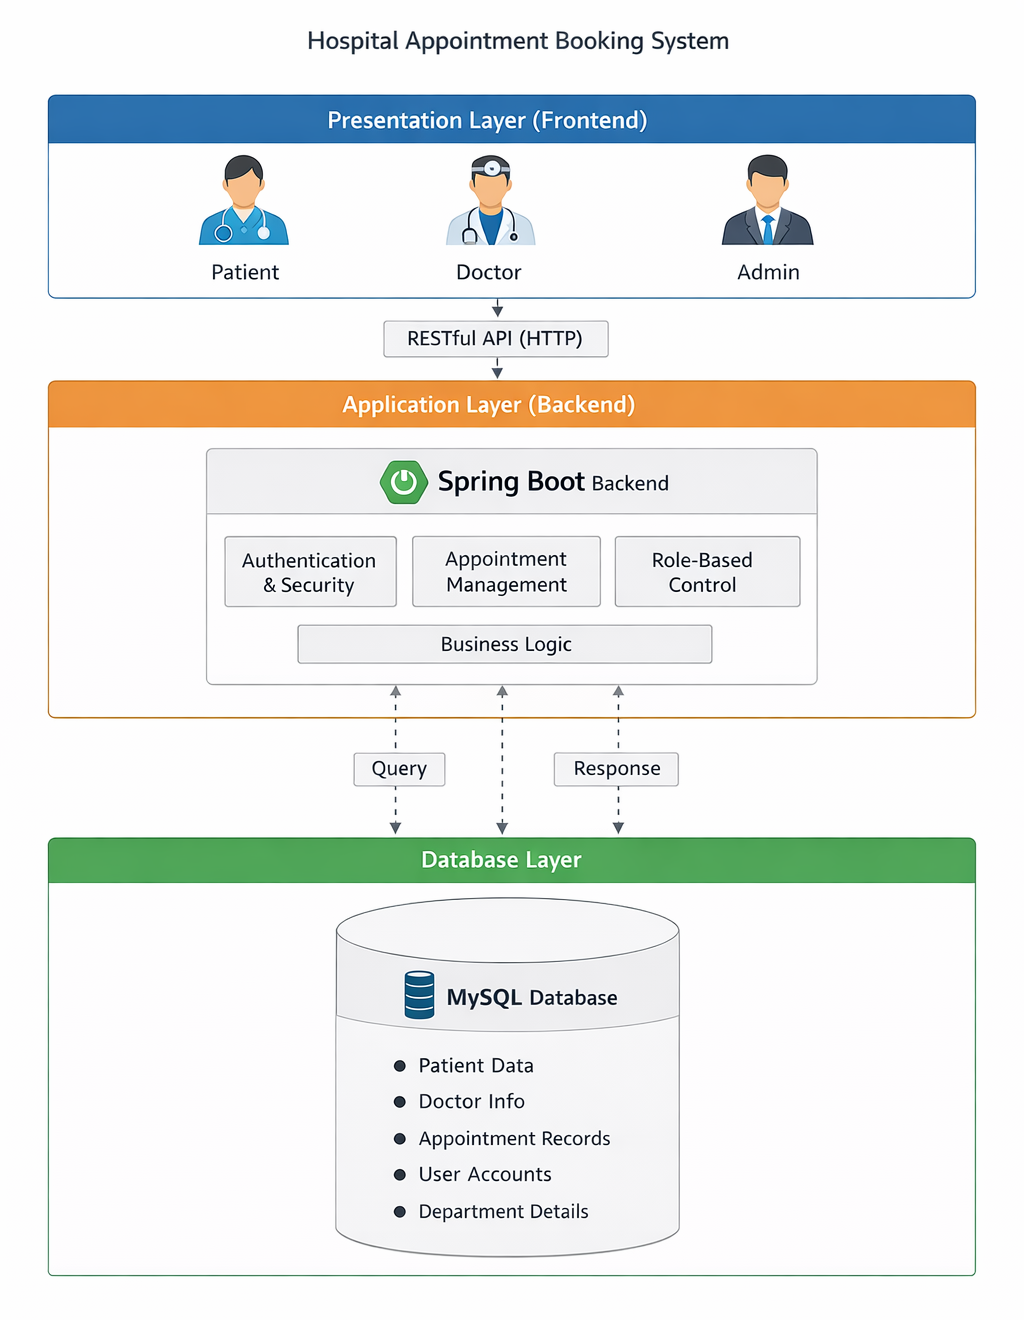 Hospital Appointment Booking System
Presentation Layer (Frontend)
Patient
Doctor
Admin
RESTful API (HTTP)
Application Layer (Backend)
Spring Boot Backend
Authentication
& Security
Appointment
Management
Role-Based
Control
Business Logic
Query
Response
Database Layer
MySQL Database
● Patient Data
● Doctor Info
● Appointment Records
● User Accounts
● Department Details